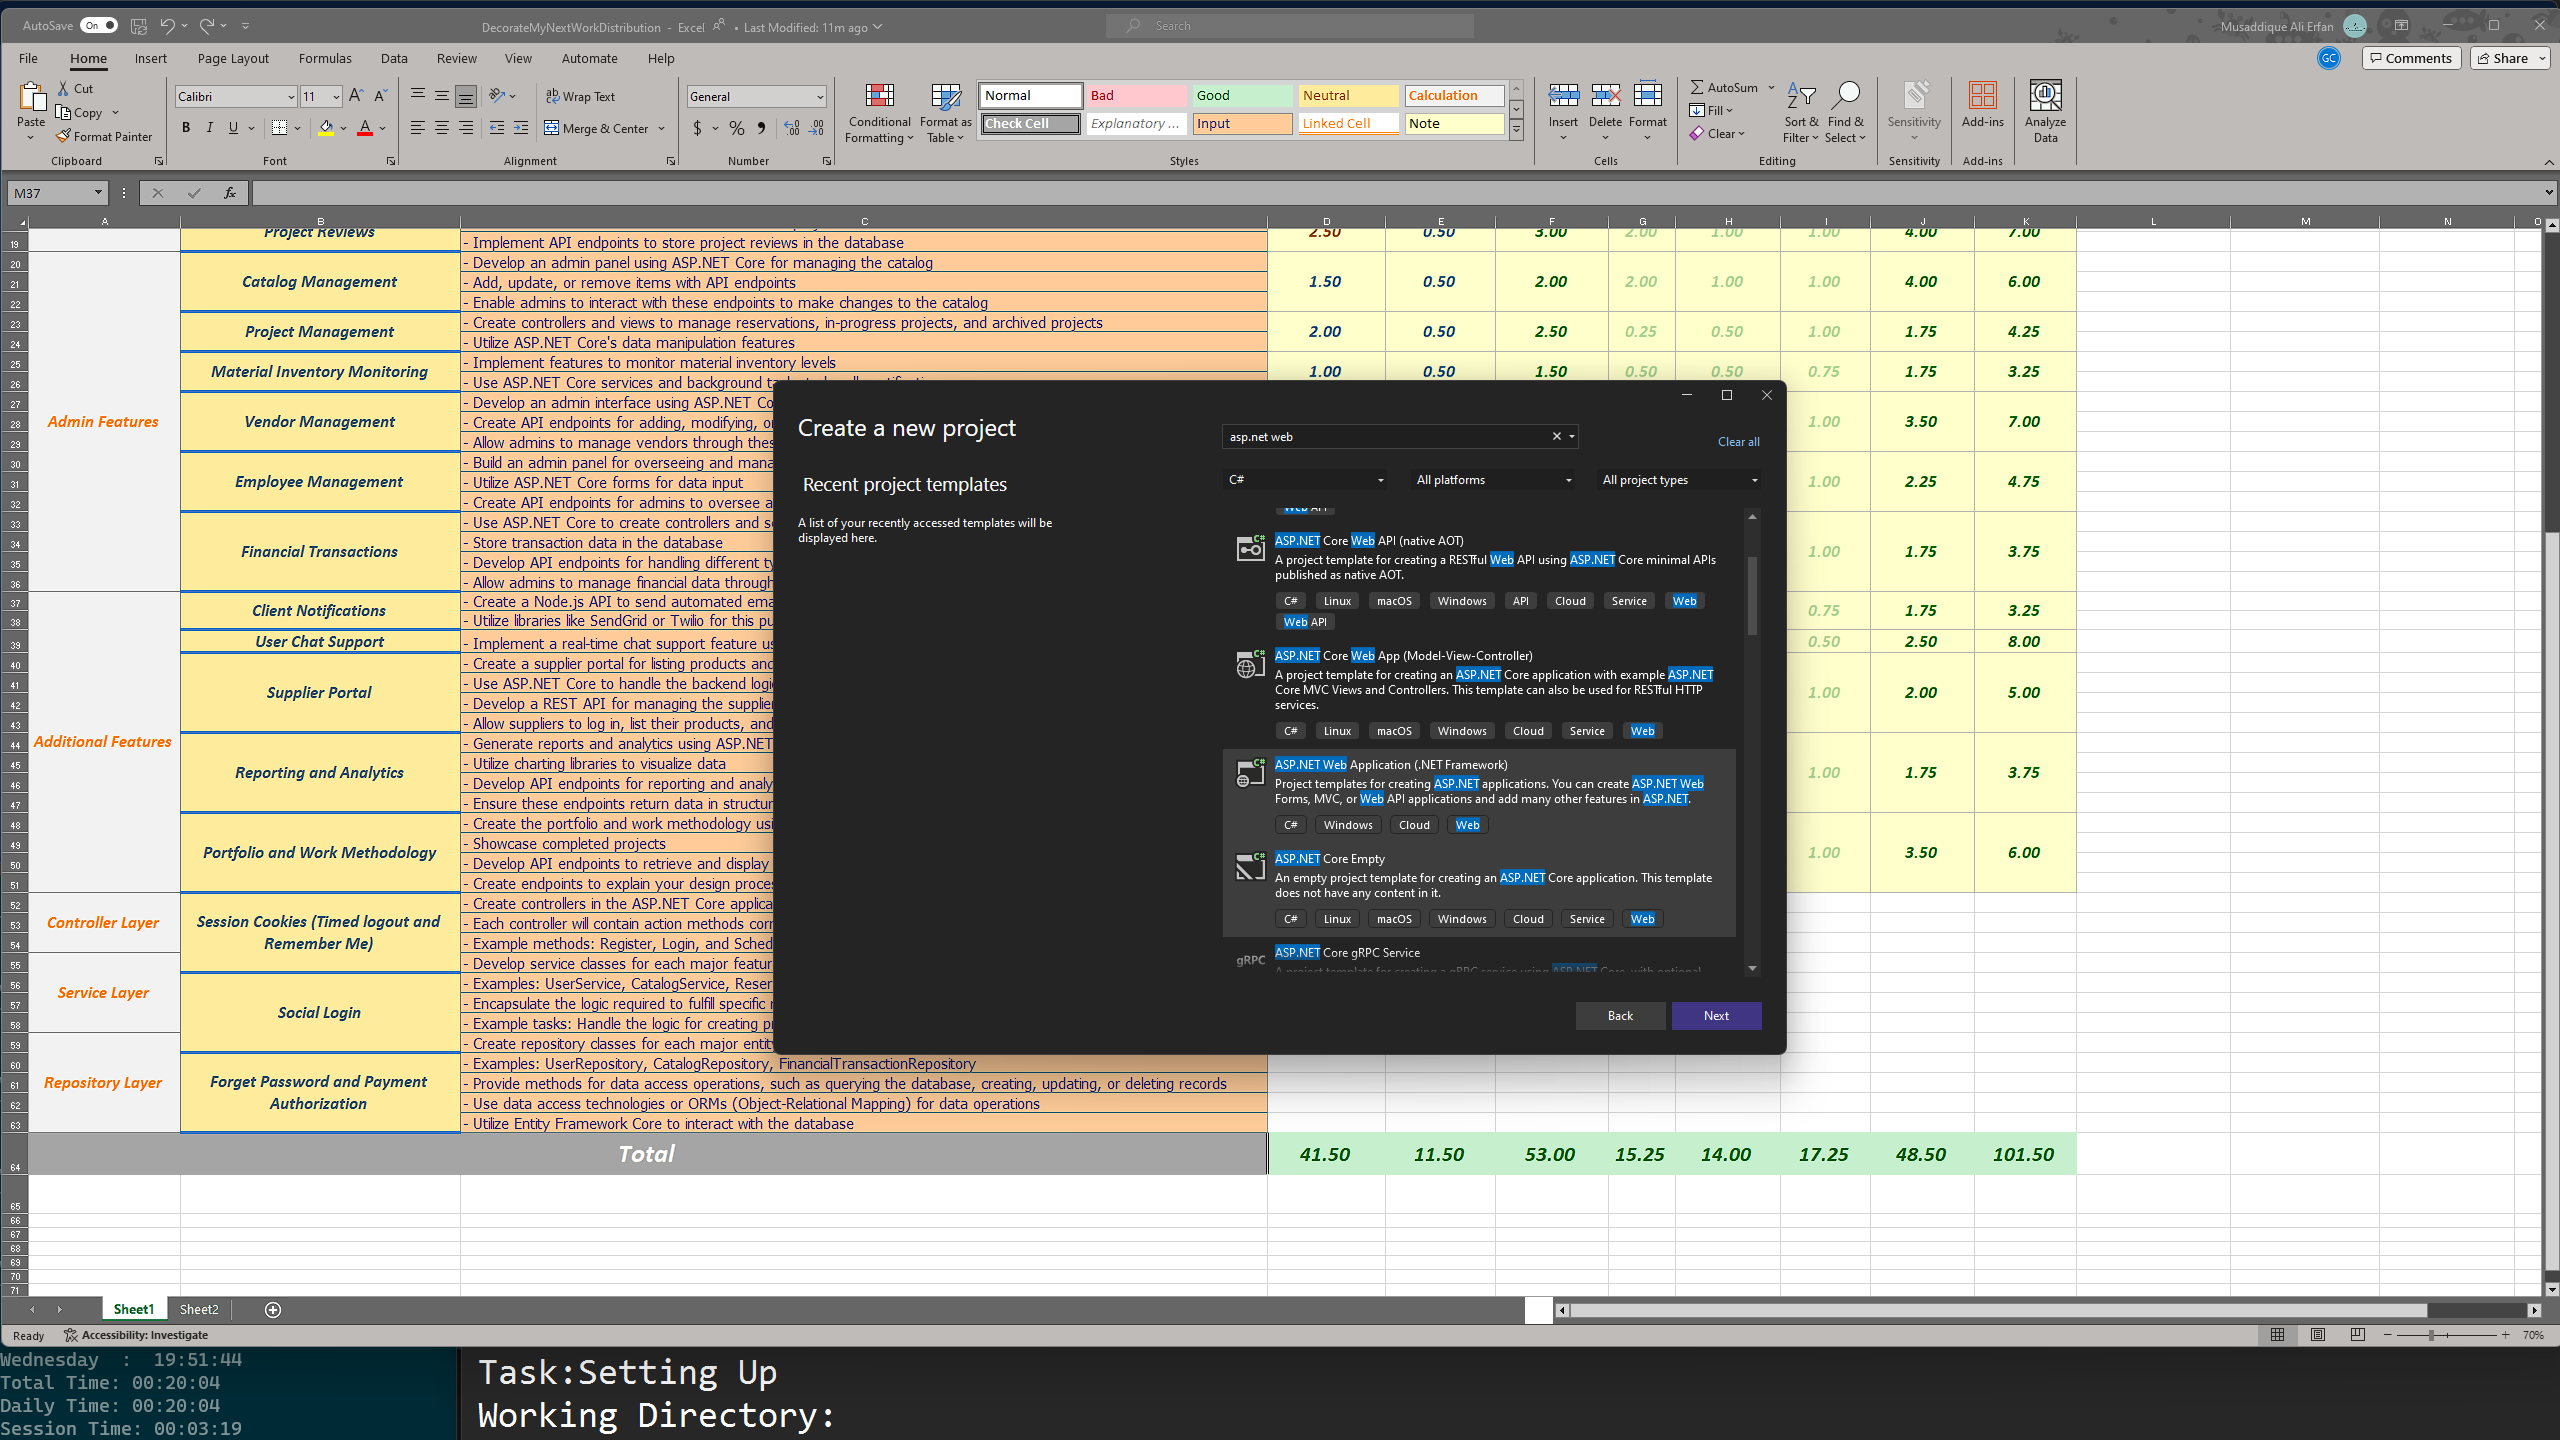 AutoSave On
DecorateMyNextWorkDistribution - Excel • Last Modified: 11m ago
Search
Musaddique Ali Erfan
File Home Insert Page Layout Formulas Data Review View Automate Help
GC Comments Share
Paste Cut Copy Format Painter Clipboard
Calibri 11 B I U Font
Wrap Text Merge & Center Alignment
General $ % Number
Conditional Formatting Format as Table
Normal Bad Good Neutral Calculation
Check Cell Explanatory ... Input Linked Cell Note
Styles
Insert Delete Format Cells
AutoSum Fill Clear Sort & Filter Find & Select Editing
Sensitivity Sensitivity
Add-ins Add-ins
Analyze Data
M37 fx
A B C D E F G H I J K L M N O
19 Project Reviews - Implement API endpoints to store project reviews in the database 2.50 0.50 3.00 2.00 1.00 1.00 4.00 7.00
20 - Develop an admin panel using ASP.NET Core for managing the catalog
21 Catalog Management - Add, update, or remove items with API endpoints 1.50 0.50 2.00 2.00 1.00 1.00 4.00 6.00
22 - Enable admins to interact with these endpoints to make changes to the catalog
23 - Create controllers and views to manage reservations, in-progress projects, and archived projects
Project Management 2.00 0.50 2.50 0.25 0.50 1.00 1.75 4.25
24 - Utilize ASP.NET Core's data manipulation features
25 - Implement features to monitor material inventory levels
Material Inventory Monitoring 1.00 0.50 1.50 0.50 0.50 0.75 1.75 3.25
26 - Use ASP.NET Core services and background
27 - Develop an admin interface using ASP.NET Co
28 Admin Features Vendor Management - Create API endpoints for adding, modifying, or 1.00 3.50 7.00
29 - Allow admins to manage vendors through thes
30 - Build an admin panel for overseeing and mana
31 Employee Management - Utilize ASP.NET Core forms for data input 1.00 2.25 4.75
32 - Create API endpoints for admins to oversee a
33 - Use ASP.NET Core to create controllers and se
34 Financial Transactions - Store transaction data in the database 1.00 1.75 3.75
35 - Develop API endpoints for handling different ty
36 - Allow admins to manage financial data through
37 Client Notifications - Create a Node.js API to send automated ema 0.75 1.75 3.25
38 - Utilize libraries like SendGrid or Twilio for this pu
39 User Chat Support - Implement a real-time chat support feature us 0.50 2.50 8.00
40 - Create a supplier portal for listing products and
41 Supplier Portal - Use ASP.NET Core to handle the backend logi 1.00 2.00 5.00
42 - Develop a REST API for managing the supplier
43 - Allow suppliers to log in, list their products, and
44 Additional Features - Generate reports and analytics using ASP.NET
45 Reporting and Analytics - Utilize charting libraries to visualize data 1.00 1.75 3.75
46 - Develop API endpoints for reporting and analy
47 - Ensure these endpoints return data in structur
48 - Create the portfolio and work methodology usi
49 Portfolio and Work Methodology - Showcase completed projects 1.00 3.50 6.00
50 - Develop API endpoints to retrieve and display
51 - Create endpoints to explain your design proces
52 - Create controllers in the ASP.NET Core applica
53 Controller Layer Session Cookies (Timed logout and Remember Me) - Each controller will contain action methods corr
54 - Example methods: Register, Login, and Sched
55 - Develop service classes for each major featur
56 Service Layer - Examples: UserService, CatalogService, Reser
57 Social Login - Encapsulate the logic required to fulfill specific r
58 - Example tasks: Handle the logic for creating pr
59 - Create repository classes for each major entity
60 - Examples: UserRepository, CatalogRepository, FinancialTransactionRepository
61 Repository Layer Forget Password and Payment Authorization - Provide methods for data access operations, such as querying the database, creating, updating, or deleting records
62 - Use data access technologies or ORMs (Object-Relational Mapping) for data operations
63 - Utilize Entity Framework Core to interact with the database
64 Total 41.50 11.50 53.00 15.25 14.00 17.25 48.50 101.50
65
66
67
68
69
70
71
Create a new project
asp.net web
Clear all
C# All platforms All project types
Recent project templates
A list of your recently accessed templates will be
displayed here.
Web API
ASP.NET Core Web API (native AOT)
A project template for creating a RESTful Web API using ASP.NET Core minimal APIs
published as native AOT.
C# Linux macOS Windows API Cloud Service Web
Web API
ASP.NET Core Web App (Model-View-Controller)
A project template for creating an ASP.NET Core application with example ASP.NET
Core MVC Views and Controllers. This template can also be used for RESTful HTTP
services.
C# Linux macOS Windows Cloud Service Web
ASP.NET Web Application (.NET Framework)
Project templates for creating ASP.NET applications. You can create ASP.NET Web
Forms, MVC, or Web API applications and add many other features in ASP.NET.
C# Windows Cloud Web
ASP.NET Core Empty
An empty project template for creating an ASP.NET Core application. This template
does not have any content in it.
C# Linux macOS Windows Cloud Service Web
gRPC ASP.NET Core gRPC Service
A project template for creating a gRPC service using ASP.NET Core, with optional
Back Next
Sheet1 Sheet2
Ready Accessibility: Investigate
70%
Wednesday : 19:51:44
Total Time: 00:20:04
Daily Time: 00:20:04
Session Time: 00:03:19
Task:Setting Up
Working Directory: